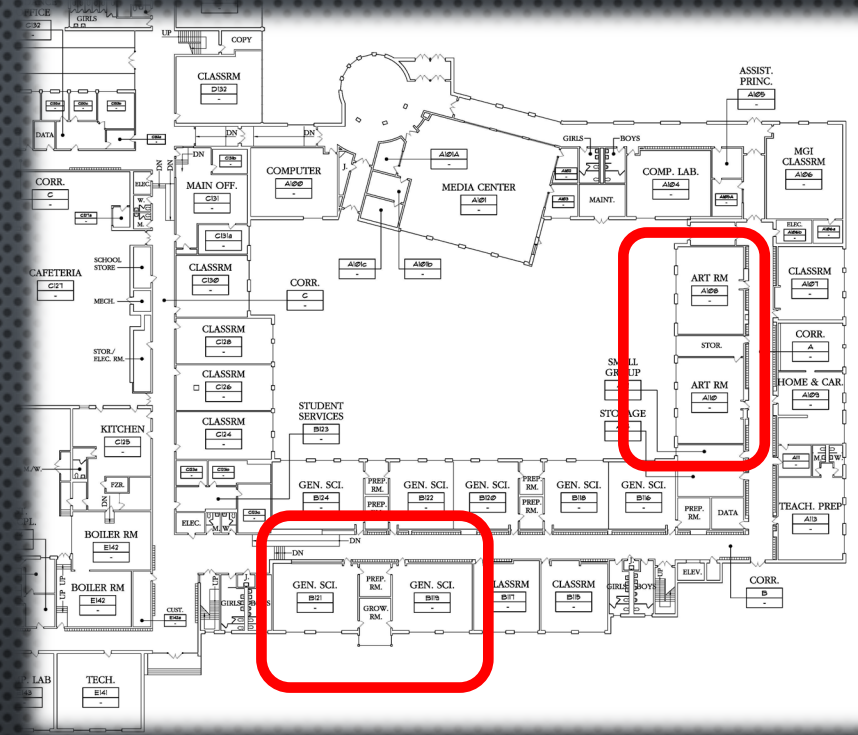 GIRLS
UP
COPY
CLASSRM
D132
-
ASSIST.
PRINC.
A105
-
DATA
DN
DN
DN
DN
DN
GIRLS
BOYS
A101A
-
COMPUTER
A100
-
J.
MEDIA CENTER
A101
-
COMP. LAB.
A104
-
MAINT.
MGI
CLASSRM
A106
-
CORR.
C
-
ELEC.
W.
M.
MAIN OFF.
C131
-
C131a
-
ELEC.
SCHOOL
STORE
CAFETERIA
C127
-
MECH.
CLASSRM
C130
-
CORR.
C
-
A101c
-
A101b
-
ART RM
A108
-
CLASSRM
A107
-
STOR./
ELEC. RM.
CLASSRM
C128
-
STOR.
CORR.
A
-
CLASSRM
C126
-
ART RM
A110
-
HOME & CAR.
A109
-
STUDENT
SERVICES
B123
-
KITCHEN
C125
-
CLASSRM
C124
-
M./W.
FZR.
DN
A111
-
M
W
GEN. SCI.
B124
-
PREP.
RM.
PREP.
GEN. SCI.
B122
-
GEN. SCI.
B120
-
PREP.
RM.
PREP.
RM.
GEN. SCI.
B118
-
GEN. SCI.
B116
-
PREP.
RM.
DATA
TEACH. PREP
A113
-
ELEC.
M.
W.
BOILER RM
E142
-
DN
DN
BOILER RM
E142
-
UP
UP
CUST.
UP
GIRLS
J.
GEN. SCI.
B121
-
PREP.
RM.
GROW.
RM.
GEN. SCI.
B119
-
CLASSRM
B117
-
CLASSRM
B115
-
GIRLS
BOYS
UP
ELEV.
CORR.
B
-
LAB
TECH.
E141
-